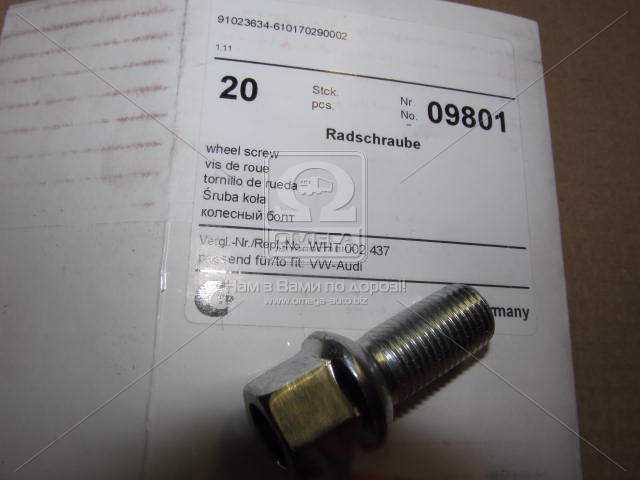 91023634-610170290002
1.11
20 Stck. pcs. Nr No. 09801
Radschraube
wheel screw
vis de roue
tornillo de rueda
Śruba koła
колесный болт
Vergl.-Nr./Repl.-No. WHT 002 437
passend für/to fit: VW-Audi
OMEGA
Нам з Вами по дорозі!
www.omega-auto.biz